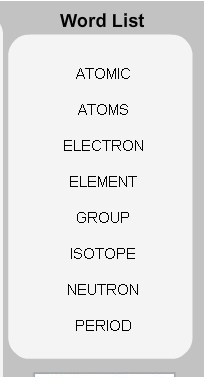 Word List
ATOMIC
ATOMS
ELECTRON
ELEMENT
GROUP
ISOTOPE
NEUTRON
PERIOD